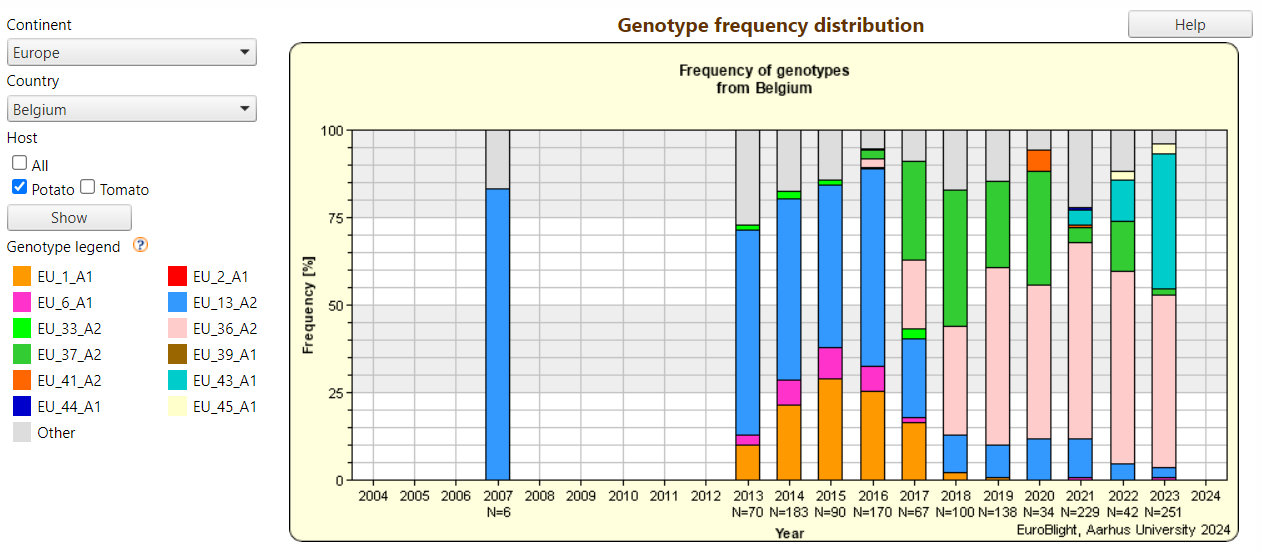 Continent
Europe
Country
Belgium
Host
All
Potato Tomato
Show
Genotype legend ?
EU_1_A1 EU_2_A1
EU_6_A1 EU_13_A2
EU_33_A2 EU_36_A2
EU_37_A2 EU_39_A1
EU_41_A2 EU_43_A1
EU_44_A1 EU_45_A1
Other
Genotype frequency distribution
Help
Frequency of genotypes
from Belgium
Frequency [%]
100
75
50
25
0
2004 2005 2006 2007 2008 2009 2010 2011 2012 2013 2014 2015 2016 2017 2018 2019 2020 2021 2022 2023 2024
N=6 N=70 N=183 N=90 N=170 N=67 N=100 N=138 N=34 N=229 N=42 N=251
Year
EuroBlight, Aarhus University 2024